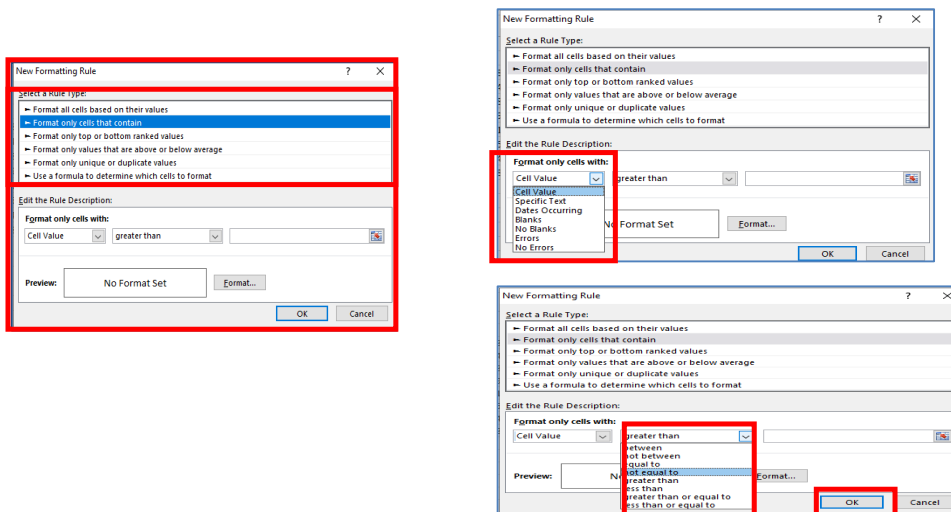 New Formatting Rule ? ×
Select a Rule Type:
► Format all cells based on their values
► Format only cells that contain
► Format only top or bottom ranked values
► Format only values that are above or below average
► Format only unique or duplicate values
► Use a formula to determine which cells to format
Edit the Rule Description:
Format only cells with:
Cell Value greater than
Preview: No Format Set Format...
OK Cancel
New Formatting Rule ? ×
Select a Rule Type:
► Format all cells based on their values
► Format only cells that contain
► Format only top or bottom ranked values
► Format only values that are above or below average
► Format only unique or duplicate values
► Use a formula to determine which cells to format
Edit the Rule Description:
Format only cells with:
Cell Value greater than
Cell Value
Specific Text
Dates Occurring
Blanks
No Blanks
Errors
No Errors
No Format Set Format...
OK Cancel
New Formatting Rule ? ×
Select a Rule Type:
► Format all cells based on their values
► Format only cells that contain
► Format only top or bottom ranked values
► Format only values that are above or below average
► Format only unique or duplicate values
► Use a formula to determine which cells to format
Edit the Rule Description:
Format only cells with:
Cell Value greater than
between
not between
equal to
not equal to
greater than
less than
greater than or equal to
less than or equal to
Preview: Format...
OK Cancel